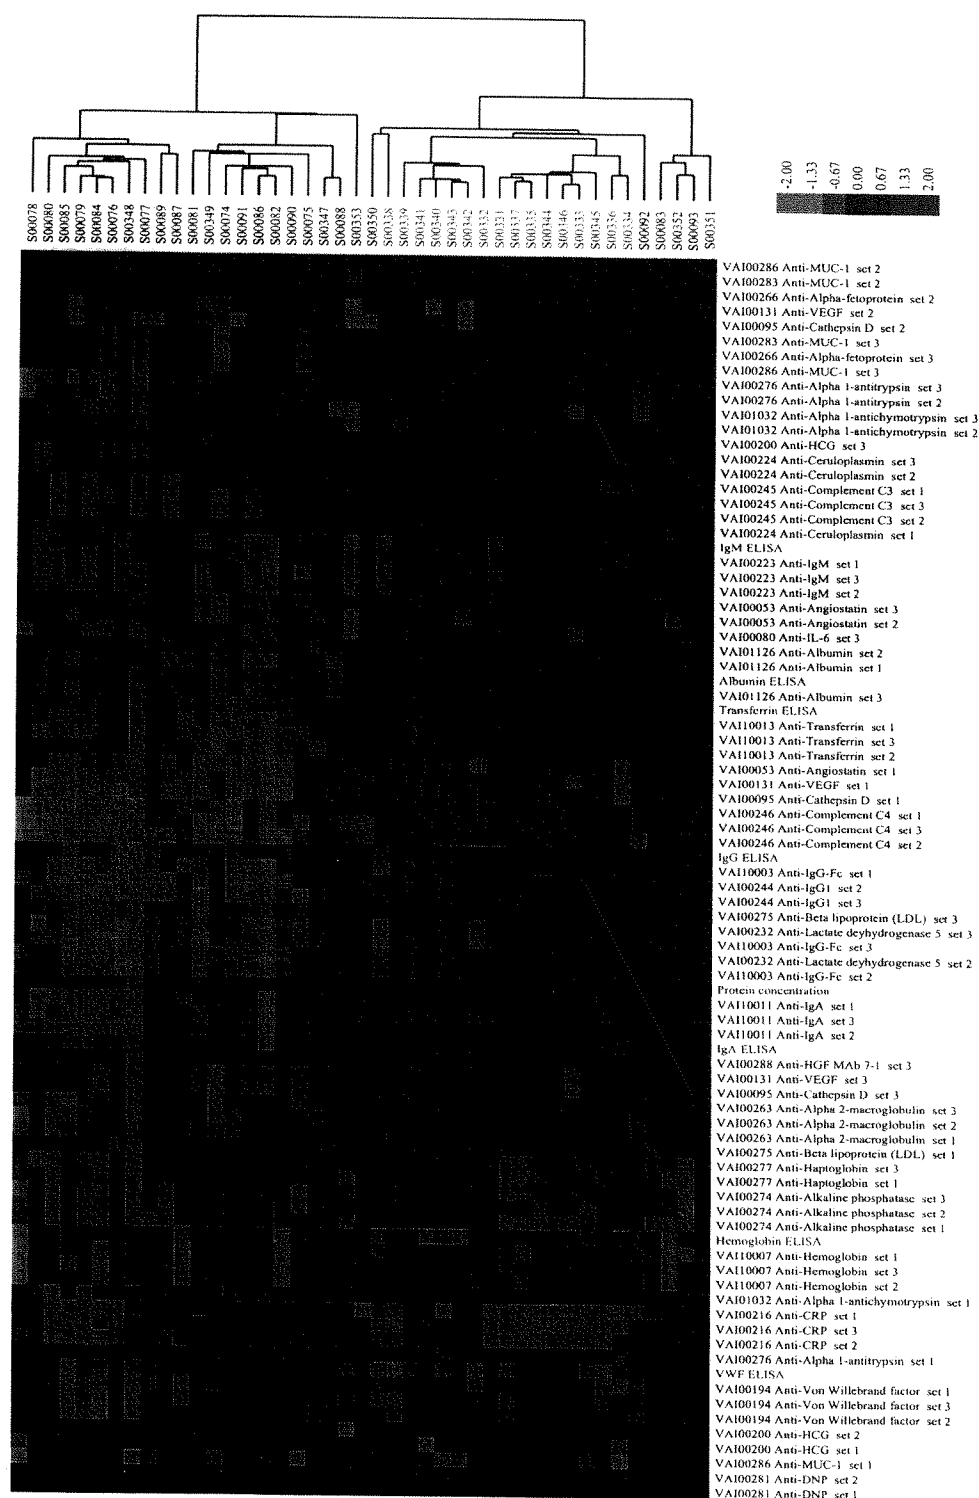 -2.00
-1.33
-0.67
0.00
0.67
1.33
2.00
S00078
S00080
S00085
S00079
S00084
S00076
S00348
S00077
S00089
S00087
S00081
S00349
S00074
S00091
S00086
S00082
S00090
S00075
S00347
S00088
S00353
S00350
S00338
S00339
S00341
S00340
S00343
S00342
S00332
S00331
S00337
S00335
S00344
S00346
S00333
S00345
S00336
S00334
S00092
S00083
S00352
S00093
S00351
VAI00286 Anti-MUC-1 set 2
VAI00283 Anti-MUC-1 set 2
VAI00266 Anti-Alpha-fetoprotein set 2
VAI00131 Anti-VEGF set 2
VAI00095 Anti-Cathepsin D set 2
VAI00283 Anti-MUC-1 set 3
VAI00266 Anti-Alpha-fetoprotein set 3
VAI00286 Anti-MUC-1 set 3
VAI00276 Anti-Alpha 1-antitrypsin set 3
VAI00276 Anti-Alpha 1-antitrypsin set 2
VAI01032 Anti-Alpha 1-antichymotrypsin set 3
VAI01032 Anti-Alpha 1-antichymotrypsin set 2
VAI00200 Anti-HCG set 3
VAI00224 Anti-Ceruloplasmin set 3
VAI00224 Anti-Ceruloplasmin set 2
VAI00245 Anti-Complement C3 set 1
VAI00245 Anti-Complement C3 set 3
VAI00245 Anti-Complement C3 set 2
VAI00224 Anti-Ceruloplasmin set 1
IgM ELISA
VAI00223 Anti-IgM set 1
VAI00223 Anti-IgM set 3
VAI00223 Anti-IgM set 2
VAI00053 Anti-Angiostatin set 3
VAI00053 Anti-Angiostatin set 2
VAI00080 Anti-IL-6 set 3
VAI01126 Anti-Albumin set 2
VAI01126 Anti-Albumin set 1
Albumin ELISA
VAI01126 Anti-Albumin set 3
Transferrin ELISA
VAI10013 Anti-Transferrin set 1
VAI10013 Anti-Transferrin set 3
VAI10013 Anti-Transferrin set 2
VAI00053 Anti-Angiostatin set 1
VAI00131 Anti-VEGF set 1
VAI00095 Anti-Cathepsin D set 1
VAI00246 Anti-Complement C4 set 1
VAI00246 Anti-Complement C4 set 3
VAI00246 Anti-Complement C4 set 2
IgG ELISA
VAI10003 Anti-IgG-Fc set 1
VAI00244 Anti-IgG1 set 2
VAI00244 Anti-IgG1 set 3
VAI00275 Anti-Beta lipoprotein (LDL) set 3
VAI00232 Anti-Lactate deyhydrogenase 5 set 3
VAI10003 Anti-IgG-Fc set 3
VAI00232 Anti-Lactate deyhydrogenase 5 set 2
VAI10003 Anti-IgG-Fc set 2
Protein concentration
VAI10011 Anti-IgA set 1
VAI10011 Anti-IgA set 3
VAI10011 Anti-IgA set 2
IgA ELISA
VAI00288 Anti-HGF MAb 7-1 set 3
VAI00131 Anti-VEGF set 3
VAI00095 Anti-Cathepsin D set 3
VAI00263 Anti-Alpha 2-macroglobulin set 3
VAI00263 Anti-Alpha 2-macroglobulin set 2
VAI00263 Anti-Alpha 2-macroglobulin set 1
VAI00275 Anti-Beta lipoprotein (LDL) set 1
VAI00277 Anti-Haptoglobin set 3
VAI00277 Anti-Haptoglobin set 1
VAI00274 Anti-Alkaline phosphatase set 3
VAI00274 Anti-Alkaline phosphatase set 2
VAI00274 Anti-Alkaline phosphatase set 1
Hemoglobin ELISA
VAI10007 Anti-Hemoglobin set 1
VAI10007 Anti-Hemoglobin set 3
VAI10007 Anti-Hemoglobin set 2
VAI01032 Anti-Alpha 1-antichymotrypsin set 1
VAI00216 Anti-CRP set 1
VAI00216 Anti-CRP set 3
VAI00216 Anti-CRP set 2
VAI00276 Anti-Alpha 1-antitrypsin set 1
VWF ELISA
VAI00194 Anti-Von Willebrand factor set 1
VAI00194 Anti-Von Willebrand factor set 3
VAI00194 Anti-Von Willebrand factor set 2
VAI00200 Anti-HCG set 2
VAI00200 Anti-HCG set 1
VAI00286 Anti-MUC-1 set 1
VAI00281 Anti-DNP set 2
VAI00281 Anti-DNP set 1